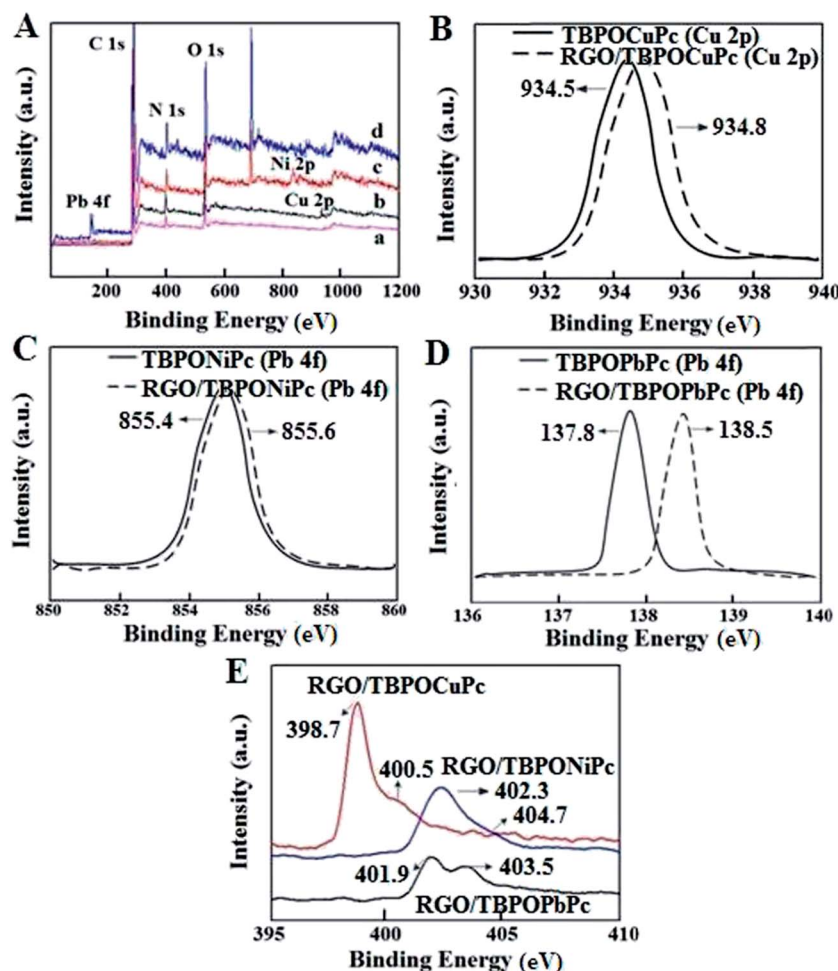 A
C 1s
O 1s
N 1s
d
Ni 2p
c
Pb 4f
Cu 2p
b
a
Intensity (a.u.)
200 400 600 800 1000 1200
Binding Energy (eV)
B
TBPOCuPc (Cu 2p)
RGO/TBPOCuPc (Cu 2p)
934.5
934.8
Intensity (a.u.)
930 932 934 936 938 940
Binding Energy (eV)
C
TBPONiPc (Pb 4f)
RGO/TBPONiPc (Pb 4f)
855.4
855.6
Intensity (a.u.)
850 852 854 856 858 860
Binding Energy (eV)
D
TBPOPbPc (Pb 4f)
RGO/TBPOPbPc (Pb 4f)
137.8
138.5
Intensity (a.u.)
136 137 138 139 140
Binding Energy (eV)
E
RGO/TBPOCuPc
398.7
400.5
RGO/TBPONiPc
402.3
404.7
401.9
403.5
RGO/TBPOPbPc
Intensity (a.u.)
395 400 405 410
Binding Energy (eV)